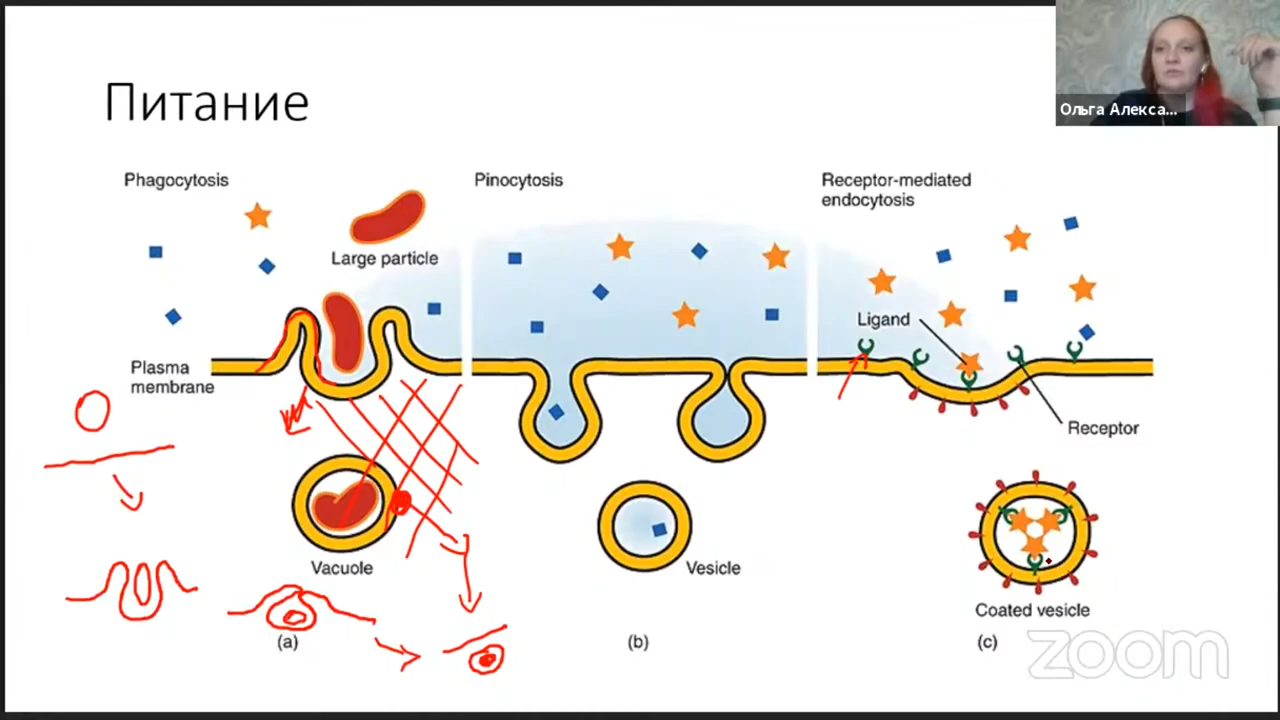 Питание
Ольга Алекса...
Phagocytosis
Pinocytosis
Receptor-mediated
endocytosis
Large particle
Ligand
Plasma
membrane
Receptor
Vacuole
Vesicle
Coated vesicle
(a)
(b)
(c)
zoom